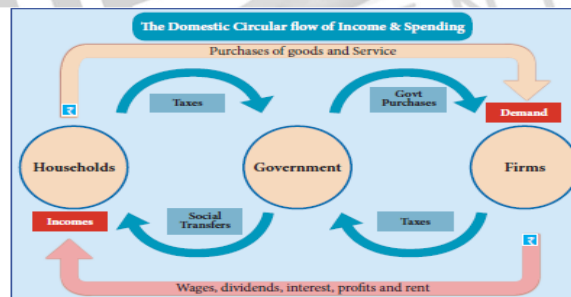 The Domestic Circular flow of Income & Spending
Purchases of goods and Service
₹
Taxes
Govt
Purchases
Demand
Households
Government
Firms
Incomes
Social
Transfers
Taxes
₹
Wages, dividends, interest, profits and rent